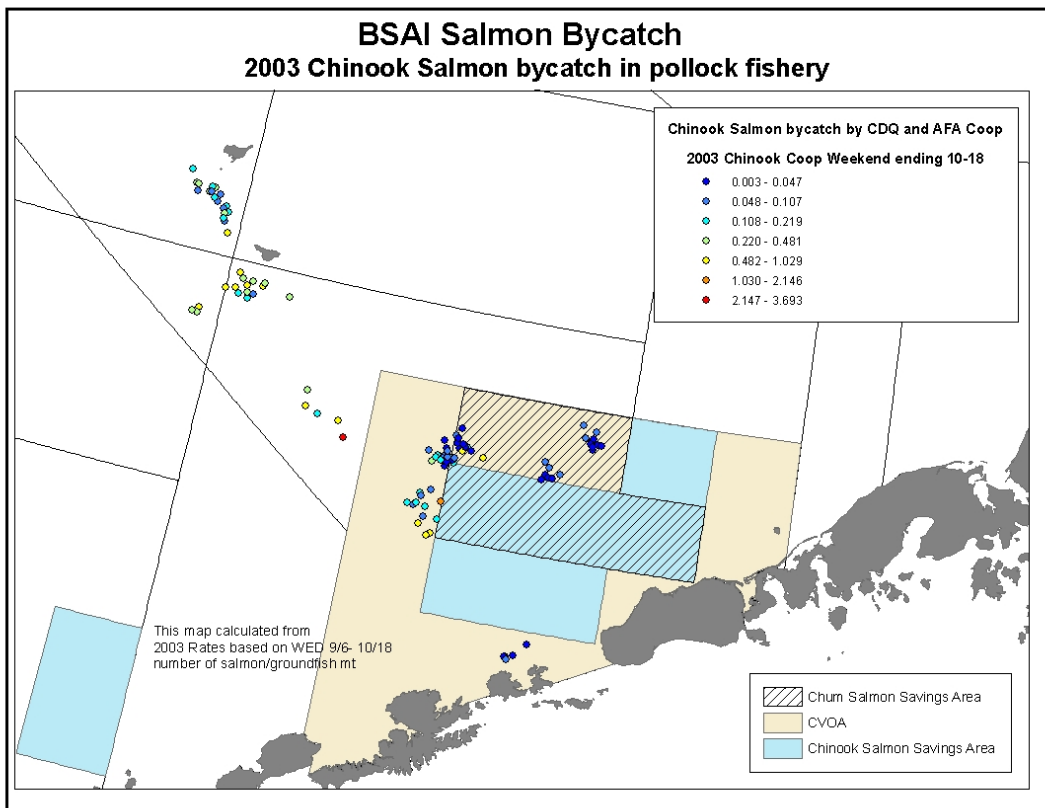 BSAI Salmon Bycatch
2003 Chinook Salmon bycatch in pollock fishery
Chinook Salmon bycatch by CDQ and AFA Coop
2003 Chinook Coop Weekend ending 10-18
0.003 - 0.047
0.048 - 0.107
0.108 - 0.219
0.220 - 0.481
0.482 - 1.029
1.030 - 2.146
2.147 - 3.693
This map calculated from
2003 Rates based on WED 9/6- 10/18
number of salmon/groundfish mt
Chum Salmon Savings Area
CVOA
Chinook Salmon Savings Area